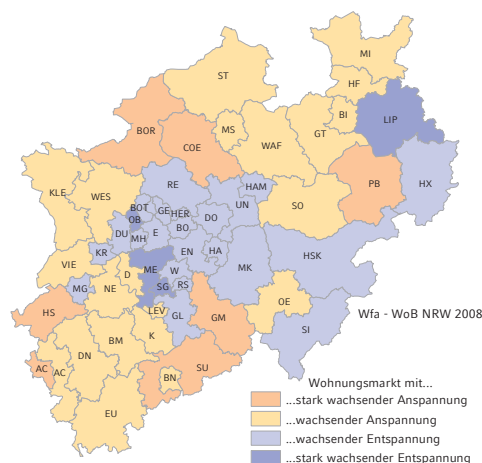 MI
ST
HF
BI
LIP
BOR
MS
GT
COE
WAF
RE
HAM
PB
HX
KLE
WES
UN
SO
BOT
GE
HER
DO
OB
BO
DU
MH
E
EN
HA
HSK
KR
VIE
D
ME
W
MK
MG
NE
SG
RS
OE
LEV
GL
GM
SI
HS
K
BM
DN
AC
AC
SU
BN
EU
Wfa - WoB NRW 2008
Wohnungsmarkt mit...
...stark wachsender Anspannung
...wachsender Anspannung
...wachsender Entspannung
...stark wachsender Entspannung